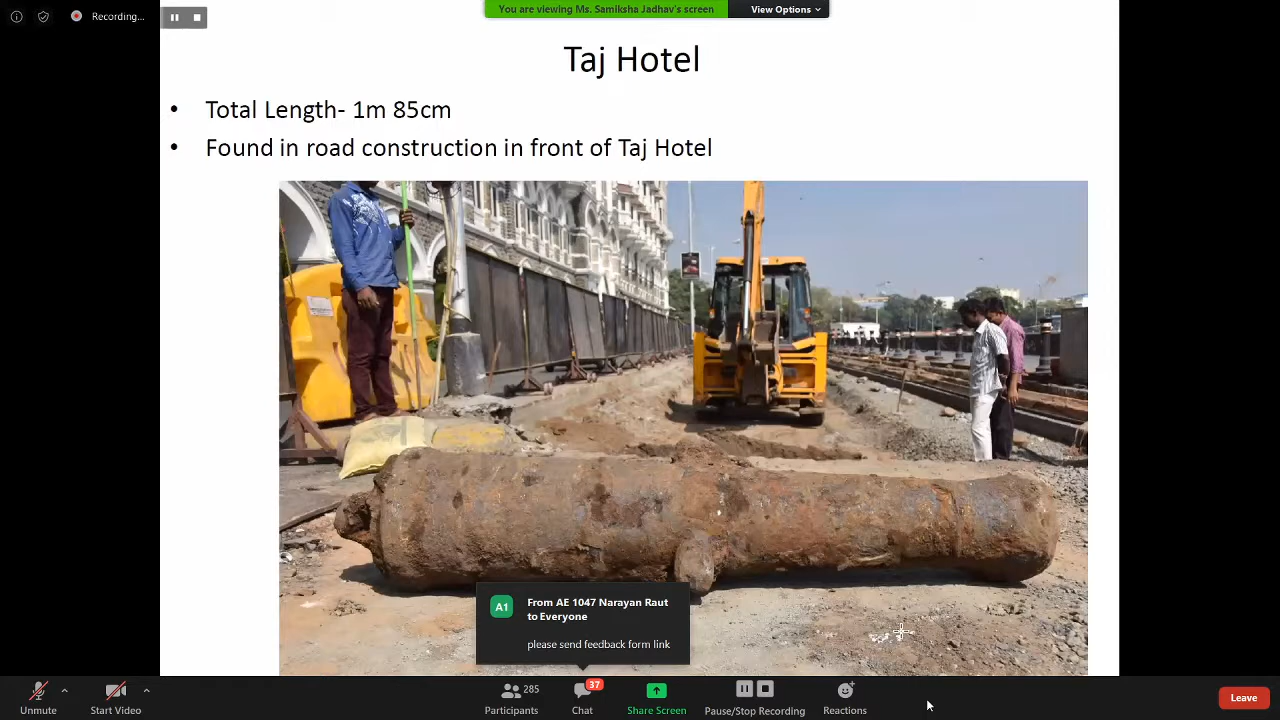 Recording...
You are viewing Ms. Samiksha Jadhav's screen
View Options
Taj Hotel
• Total Length- 1m 85cm
• Found in road construction in front of Taj Hotel
A1
From AE 1047 Narayan Raut
to Everyone
please send feedback form link
Unmute
Start Video
285
Participants
37
Chat
Share Screen
Pause/Stop Recording
Reactions
Leave